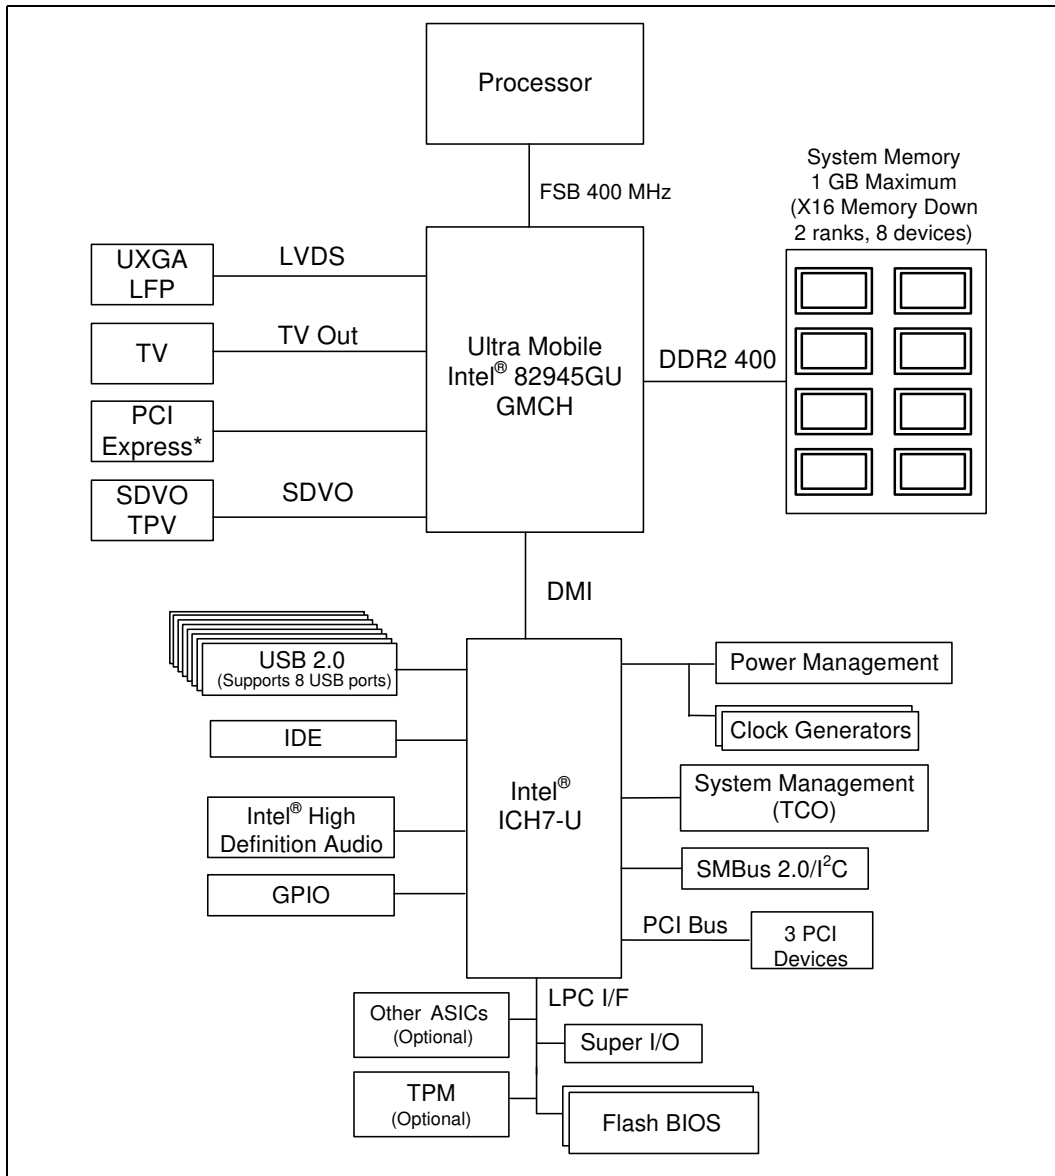 Processor
FSB 400 MHz
System Memory
1 GB Maximum
(X16 Memory Down
2 ranks, 8 devices)
UXGA
LFP
LVDS
TV
TV Out
PCI
Express*
SDVO
TPV
SDVO
Ultra Mobile
Intel® 82945GU
GMCH
DDR2 400
DMI
USB 2.0
(Supports 8 USB ports)
IDE
Intel® High
Definition Audio
GPIO
Intel®
ICH7-U
Power Management
Clock Generators
System Management
(TCO)
SMBus 2.0/I²C
PCI Bus
3 PCI
Devices
LPC I/F
Other ASICs
(Optional)
Super I/O
TPM
(Optional)
Flash BIOS